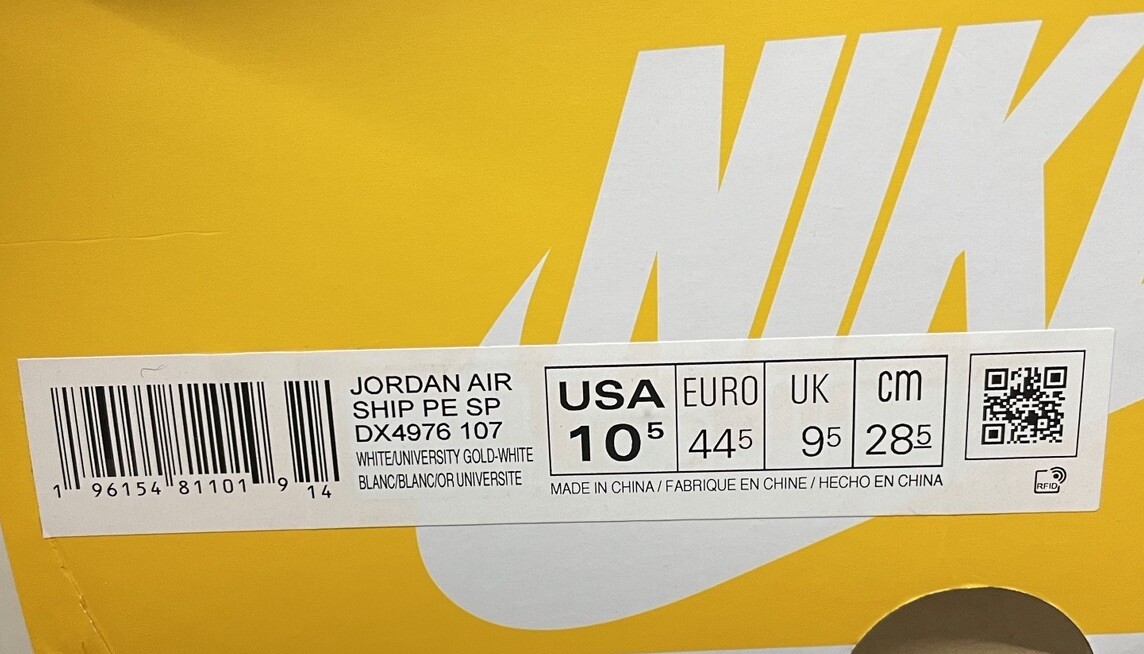 NIKE
JORDAN AIR
SHIP PE SP
DX4976 107
WHITE/UNIVERSITY GOLD-WHITE
BLANC/BLANC/OR UNIVERSITE
1 96154 81101 9 14
USA EURO UK cm
10⁵ 44⁵ 9⁵ 28⁵
MADE IN CHINA / FABRIQUE EN CHINE / HECHO EN CHINA
RFID